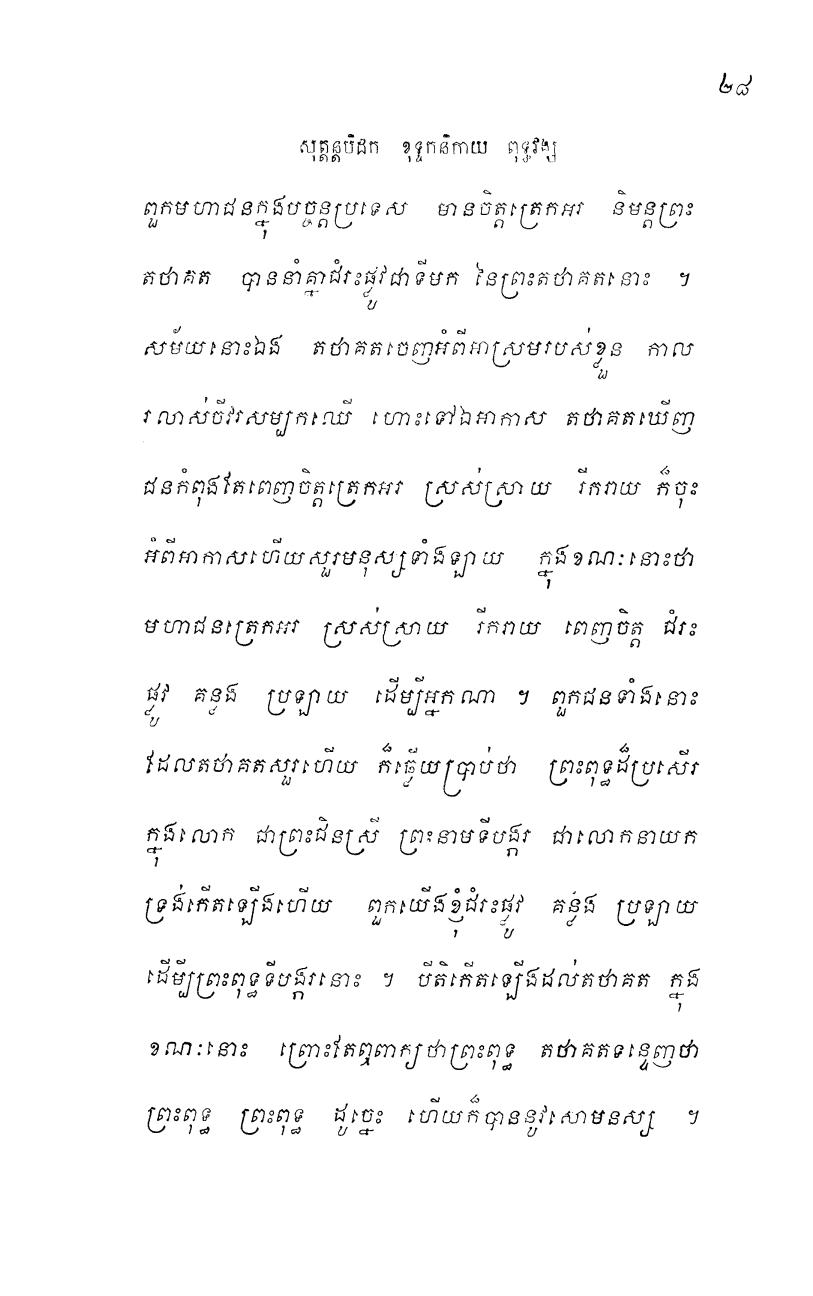 ២៨
សុត្តន្តបិដក ខុទ្ទកនិកាយ ពុទ្ធវង្ស
ពួកមហាជនក្នុងបច្ចន្តប្រទេស មានចិត្តត្រេកអរ និមន្តព្រះ
តថាគត បាននាំគ្នាជំរះផ្លូវជាទីមក នៃព្រះតថាគតនោះ ។
សម័យនោះឯង តថាគតចេញអំពីអាស្រមរបស់ខ្លួន កាល
រលាស់ចីវរសម្បកឈើ ហោះទៅឯអាកាស តថាគតឃើញ
ជនកំពុងតែពេញចិត្តត្រេកអរ ស្រស់ស្រាយ រីករាយ ក៏ចុះ
អំពីអាកាសហើយសួរមនុស្សទាំងឡាយ ក្នុងខណៈនោះថា
មហាជនត្រេកអរ ស្រស់ស្រាយ រីករាយ ពេញចិត្ត ជំរះ
ផ្លូវ គន្លង ប្រឡាយ ដើម្បីអ្នកណា ។ ពួកជនទាំងនោះ
ដែលតថាគតសួរហើយ ក៏ឆ្លើយប្រាប់ថា ព្រះពុទ្ធដ៏ប្រសើរ
ក្នុងលោក ជាព្រះជិនស្រី ព្រះនាមទីបង្ករ ជាលោកនាយក
ទ្រង់កើតឡើងហើយ ពួកយើងខ្ញុំជំរះផ្លូវ គន្លង ប្រឡាយ
ដើម្បីព្រះពុទ្ធទីបង្ករនោះ ។ បីតិកើតឡើងដល់តថាគត ក្នុង
ខណៈនោះ ព្រោះតែឮពាក្យថាព្រះពុទ្ធ តថាគតទន្ទេញថា
ព្រះពុទ្ធ ព្រះពុទ្ធ ដូច្នេះ ហើយក៏បាននូវសោមនស្ស ។